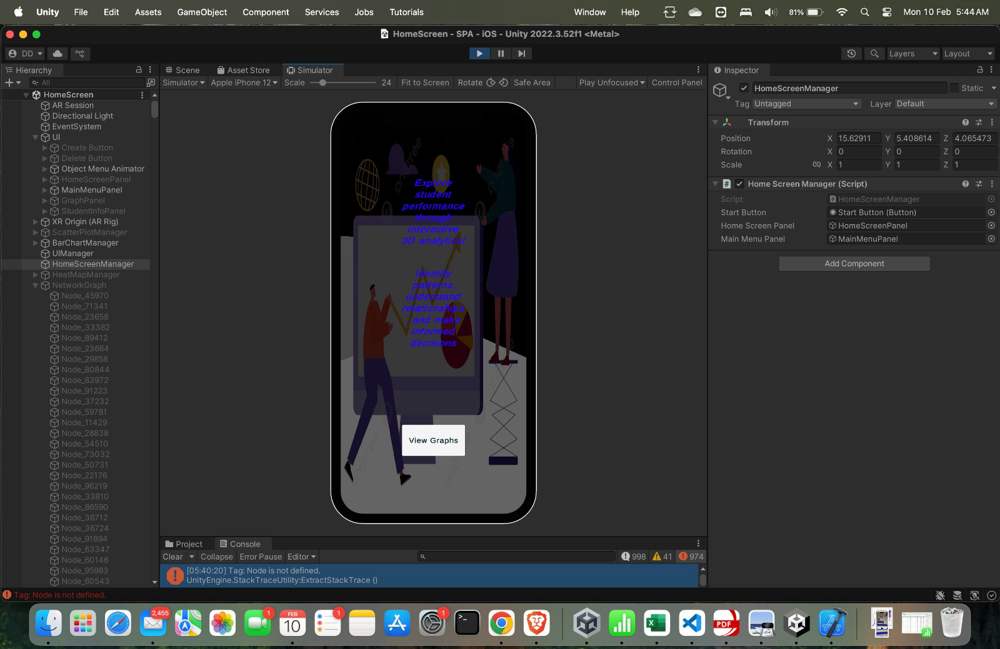 Unity File Edit Assets GameObject Component Services Jobs Tutorials Window Help 81% Mon 10 Feb 5:44 AM
HomeScreen - SPA - iOS - Unity 2022.3.52f1 <Metal>
DD Layers Layout
Hierarchy
All
HomeScreen
AR Session
Directional Light
EventSystem
UI
Create Button
Delete Button
Object Menu Animator
HomeScreenPanel
MainMenuPanel
GraphPanel
StudentInfoPanel
XR Origin (AR Rig)
ScatterPlotManager
BarChartManager
UIManager
HomeScreenManager
HeatMapManager
NetworkGraph
Node_45970
Node_71341
Node_23658
Node_33382
Node_89412
Node_23664
Node_29858
Node_80844
Node_83972
Node_91223
Node_37232
Node_59781
Node_11429
Node_28838
Node_54510
Node_73032
Node_50731
Node_22176
Node_96219
Node_33810
Node_86590
Node_36712
Node_36724
Node_91894
Node_63347
Node_60146
Node_95983
Node_60543
Scene Asset Store Simulator
Simulator Apple iPhone 12 Scale 24 Fit to Screen Rotate Safe Area Play Unfocused Control Panel
Explore
student
performance
through
interactive
3D analytics!
Identify
patterns,
understand
relationships
, and make
informed
decisions
View Graphs
Inspector
HomeScreenManager Static
Tag Untagged Layer Default
Transform
Position X 15.62911 Y 5.408614 Z 4.065473
Rotation X 0 Y 0 Z 0
Scale X 1 Y 1 Z 1
Home Screen Manager (Script)
Script HomeScreenManager
Start Button Start Button (Button)
Home Screen Panel HomeScreenPanel
Main Menu Panel MainMenuPanel
Add Component
Project Console
Clear Collapse Error Pause Editor 998 41 974
[05:40:20] Tag: Node is not defined.
UnityEngine.StackTraceUtility:ExtractStackTrace ()
Tag: Node is not defined.
2,455 1 FEB 10 1 1 PDF